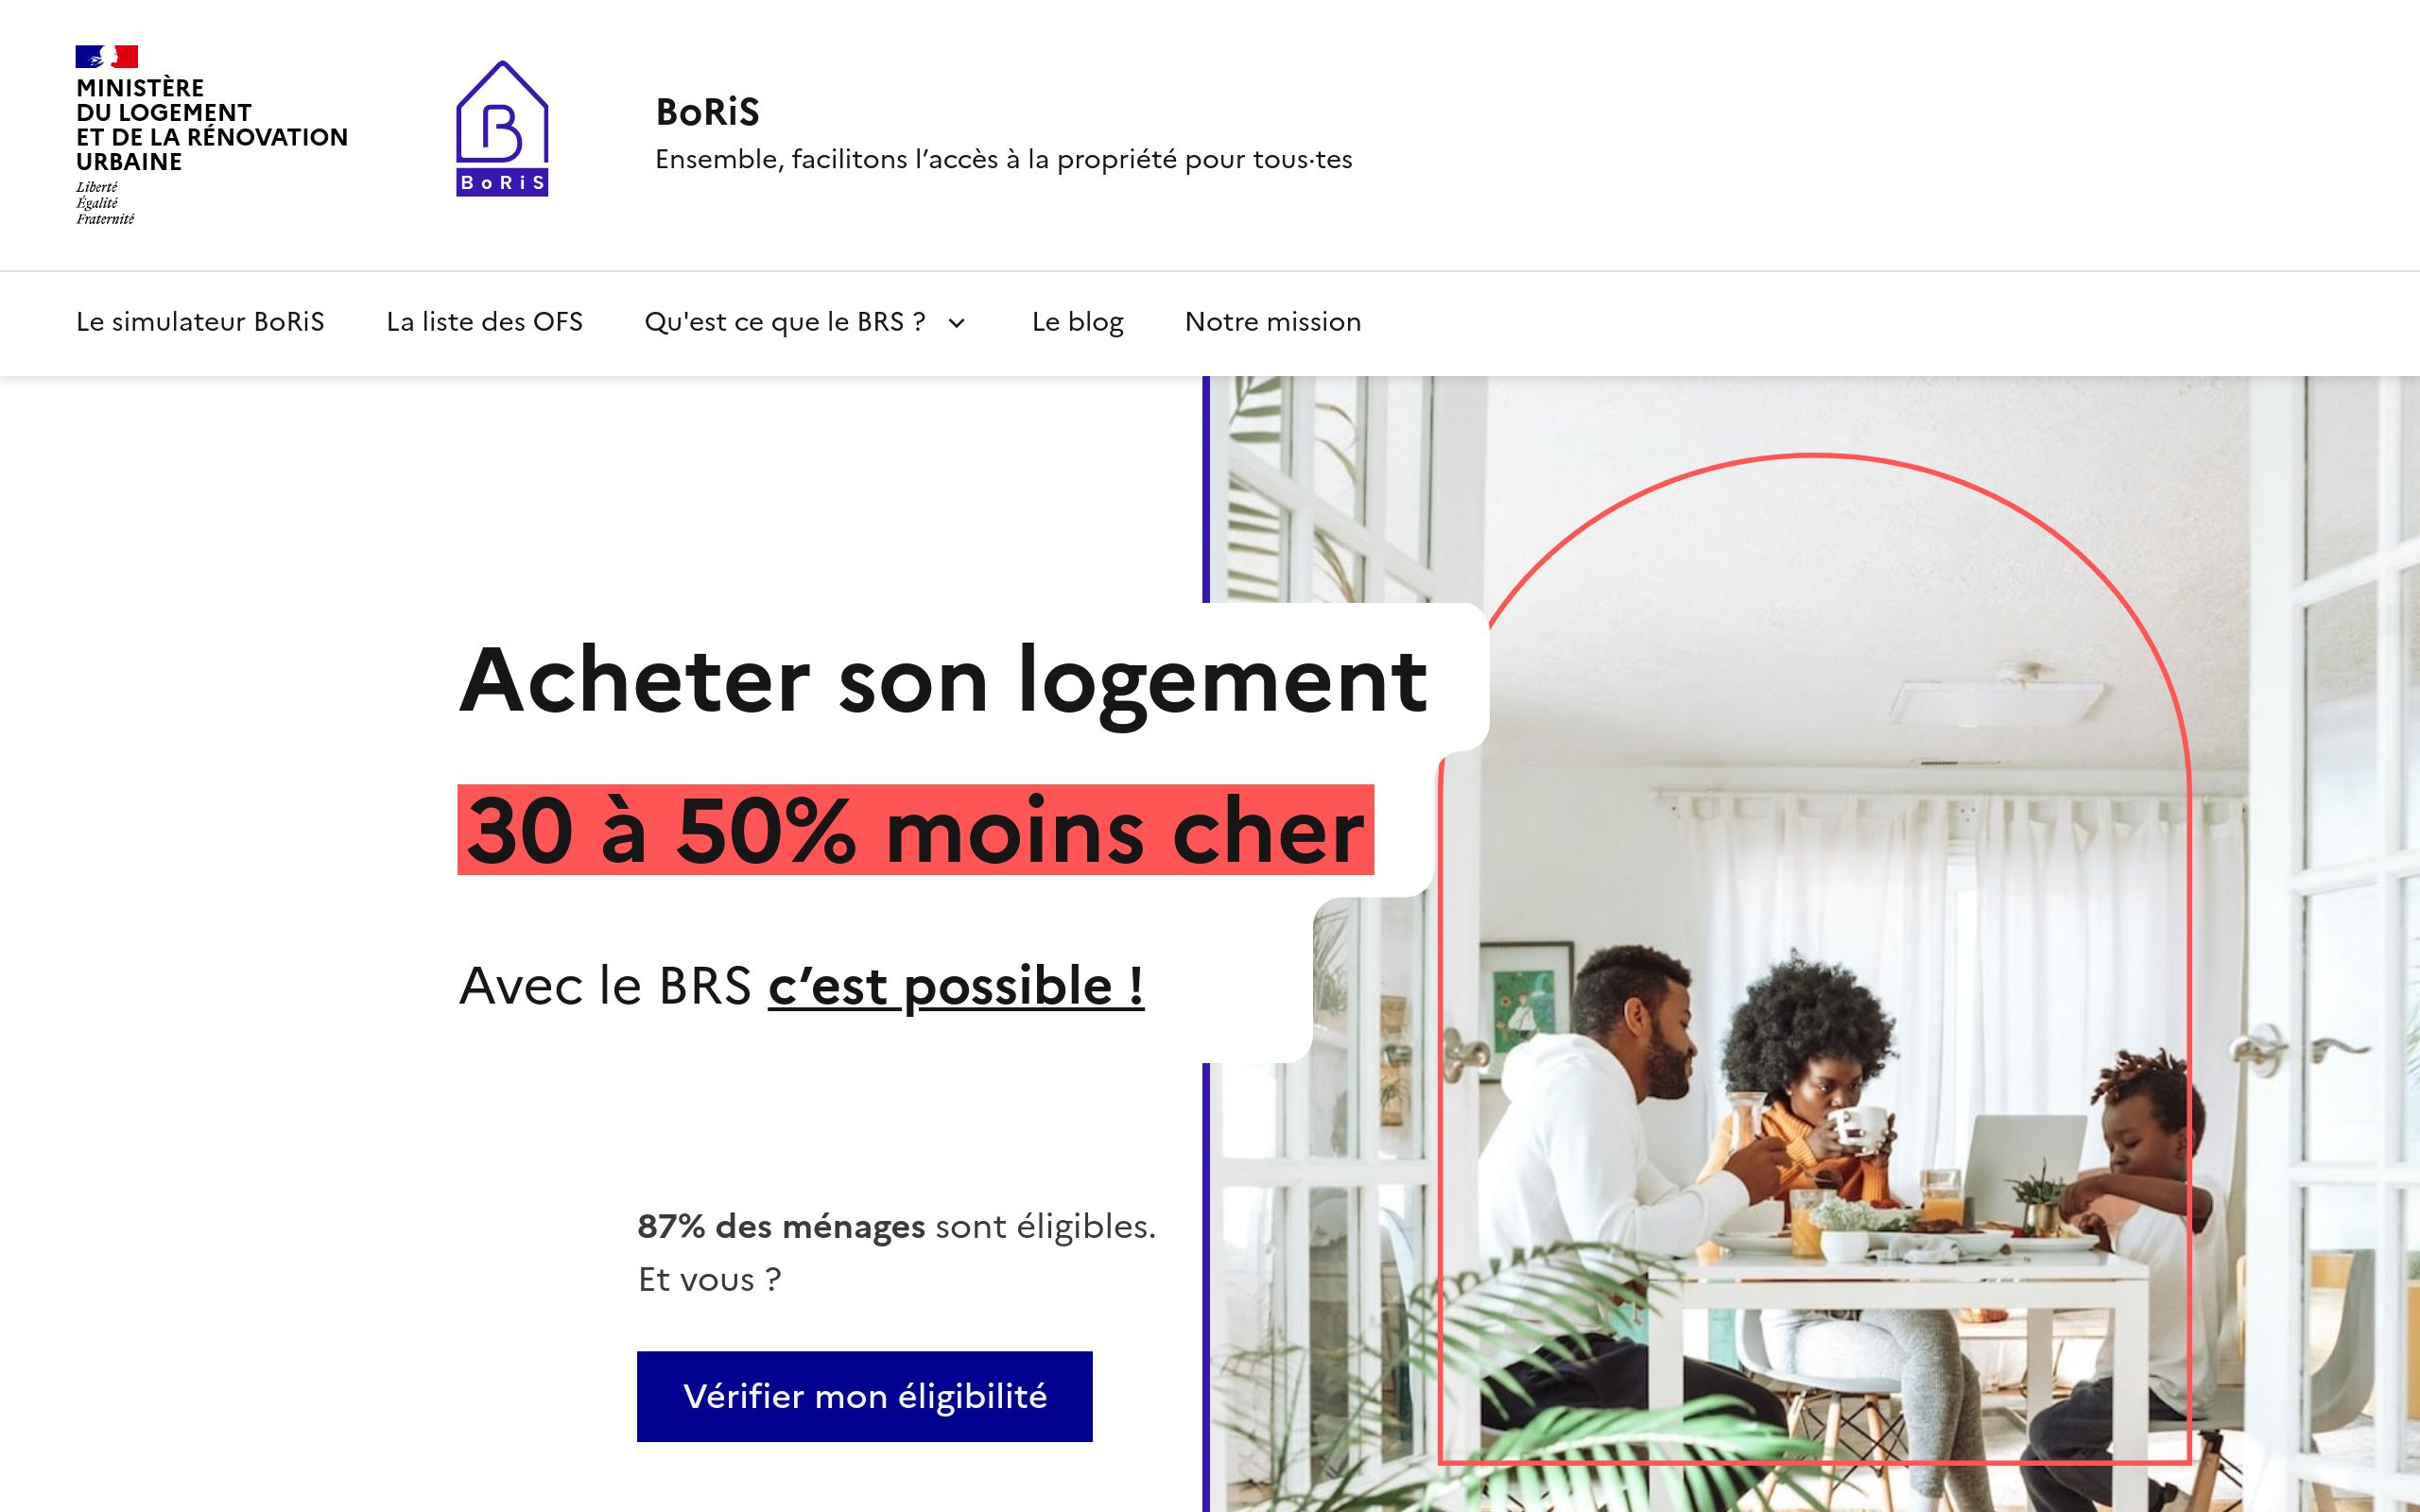 MINISTÈRE
DU LOGEMENT
ET DE LA RÉNOVATION
URBAINE
Liberté
Égalité
Fraternité
B
BoRiS
BoRiS
Ensemble, facilitons l’accès à la propriété pour tous·tes
Le simulateur BoRiS
La liste des OFS
Qu'est ce que le BRS ?
Le blog
Notre mission
Acheter son logement
30 à 50% moins cher
Avec le BRS c’est possible !
87% des ménages sont éligibles.
Et vous ?
Vérifier mon éligibilité